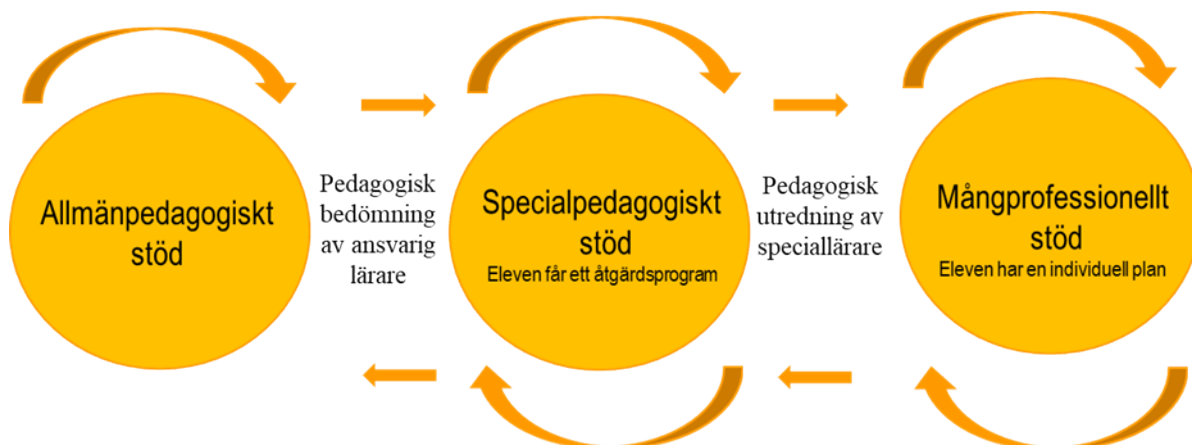 Allmänpedagogiskt
stöd
Pedagogisk
bedömning
av ansvarig
lärare
Specialpedagogiskt
stöd
Eleven får ett åtgärdsprogram
Pedagogisk
utredning av
speciallärare
Mångprofessionellt
stöd
Eleven har en individuell plan